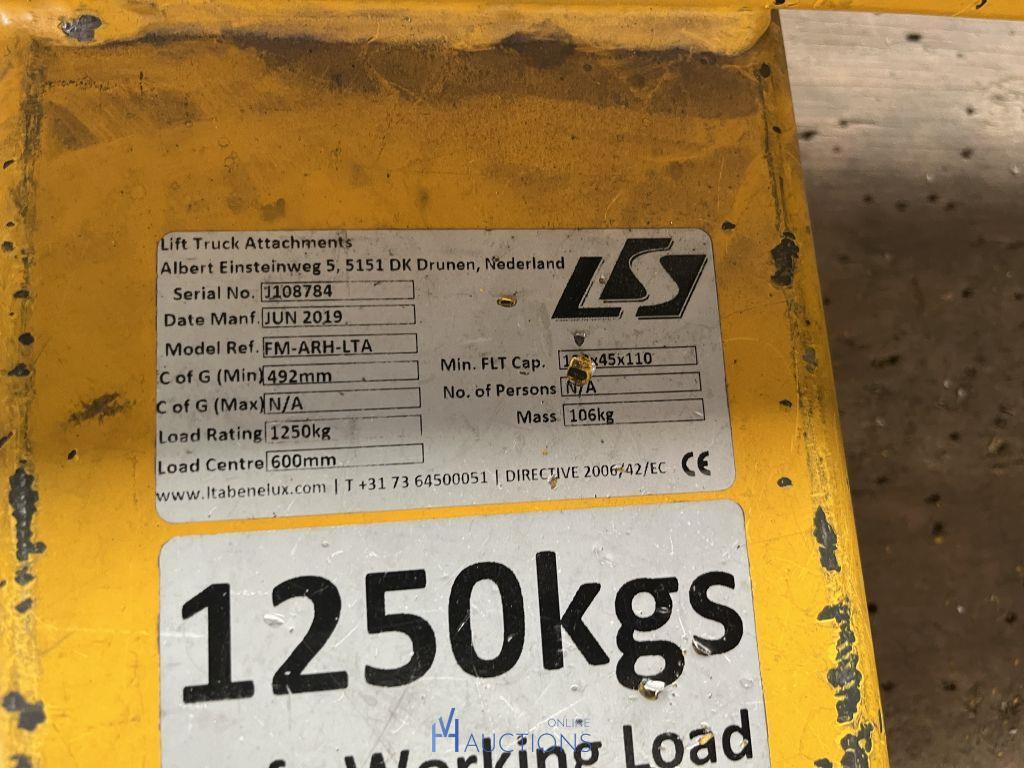 Lift Truck Attachments
Albert Einsteinweg 5, 5151 DK Drunen, Nederland
Serial No. J108784
Date Manf. JUN 2019
Model Ref. FM-ARH-LTA
C of G (Min) 492mm
C of G (Max) N/A
Load Rating 1250kg
Load Centre 600mm
Min. FLT Cap.
No. of Persons N/A
Mass 106kg
www.ltabenelux.com | T +31 73 64500051 | DIRECTIVE 2006/42/EC CE
1250kgs
Working Load
ONLINE
AUCTIONS